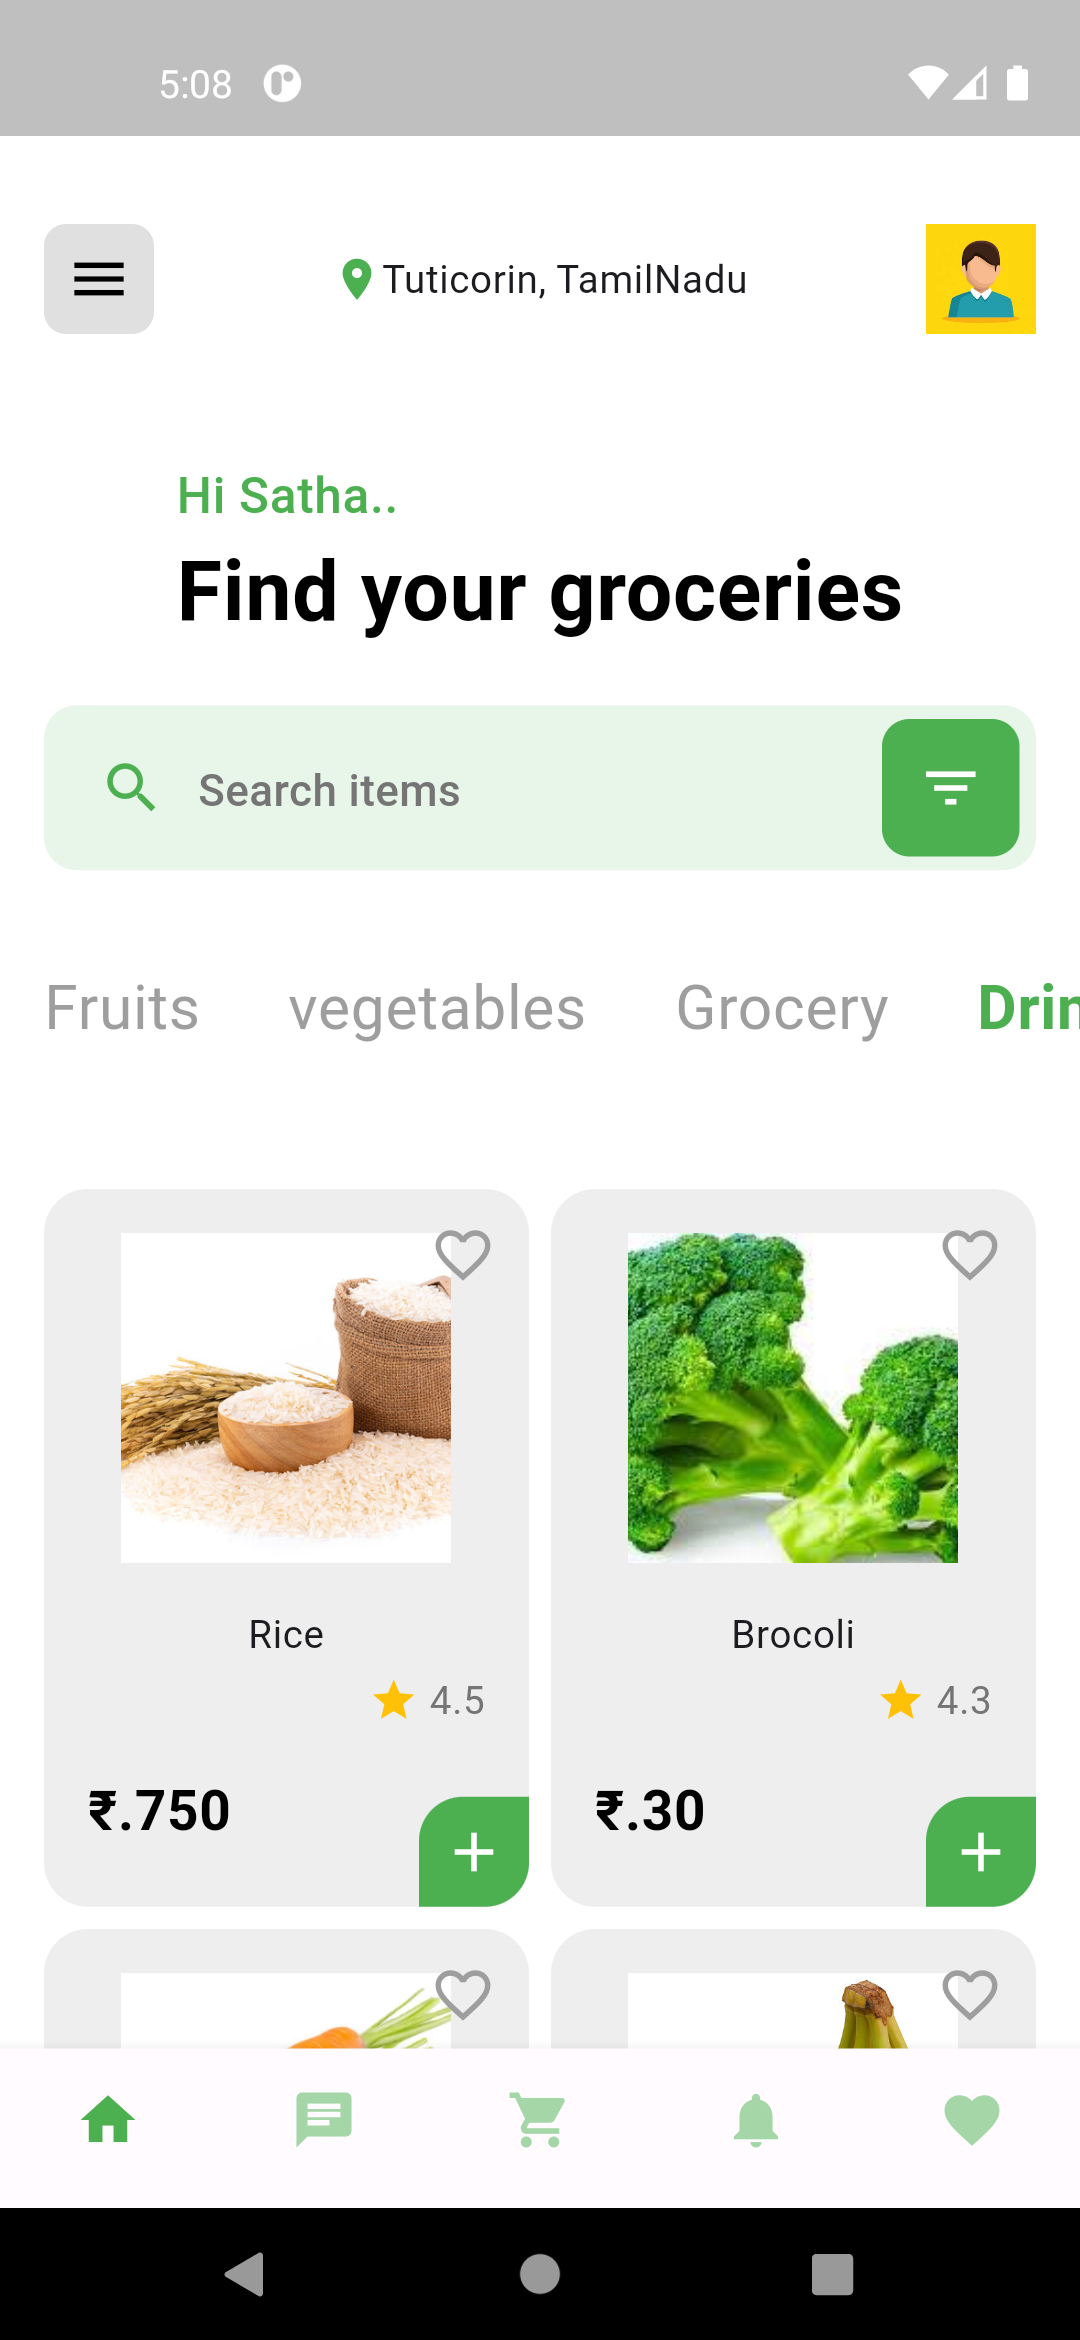 5:08
Tuticorin, TamilNadu
Hi Satha..
Find your groceries
Search items
Fruits vegetables Grocery Drin
Rice
4.5
₹.750
Brocoli
4.3
₹.30